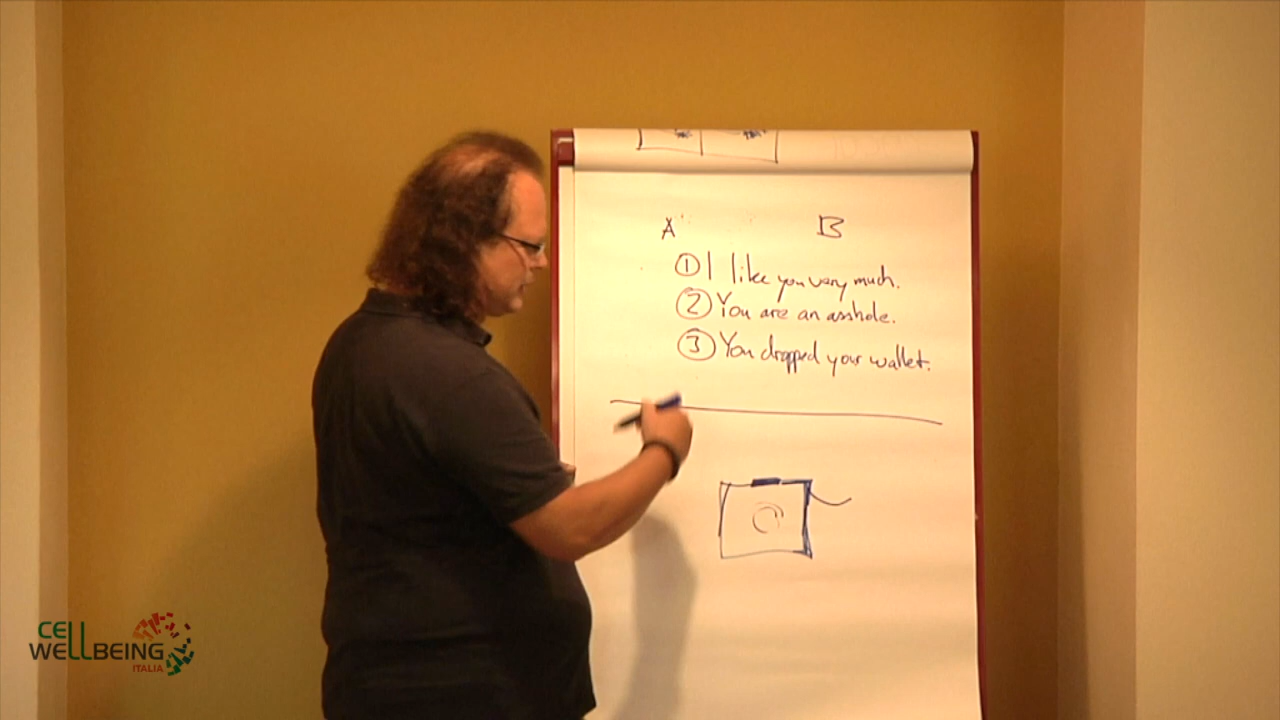 A B
① I like you very much.
② You are an asshole.
③ You dropped your wallet.
CELL
WELLBEING
ITALIA